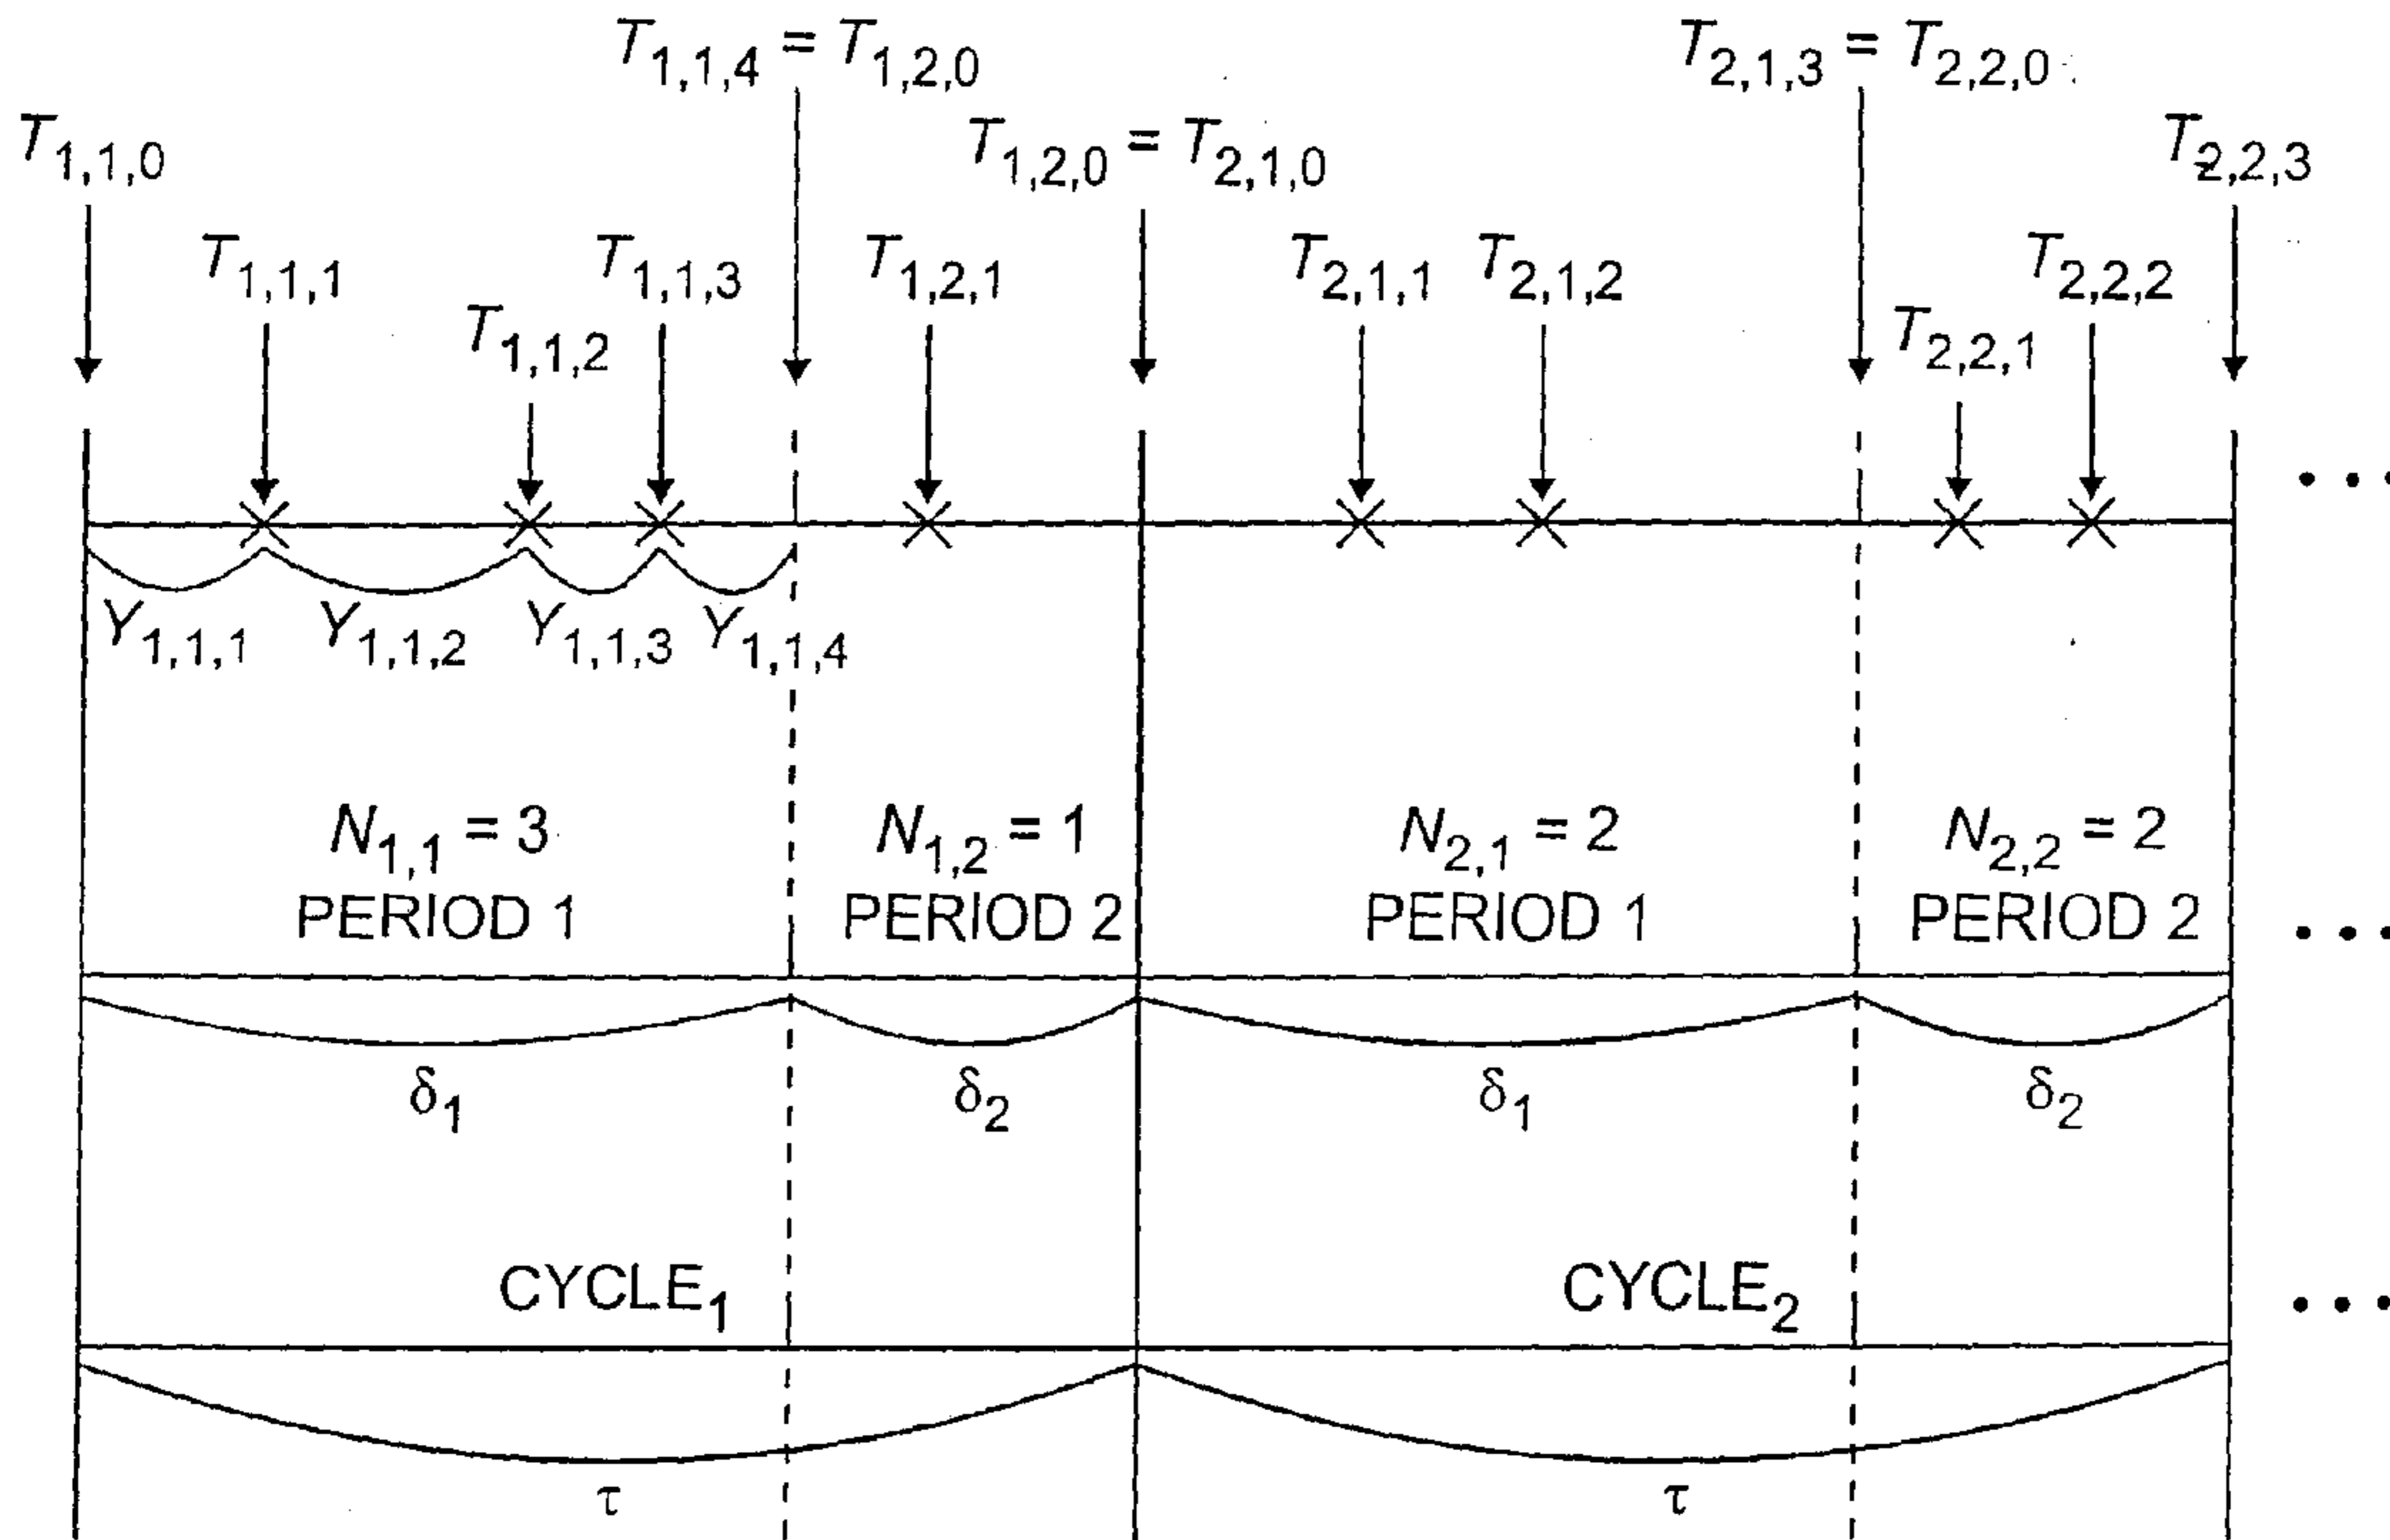 T1,1,4 = T1,2,0
T2,1,3 = T2,2,0
T1,1,0
T1,2,0 = T2,1,0
T2,2,3
T1,1,1
T1,1,3
T1,2,1
T2,1,1
T2,1,2
T2,2,2
T1,1,2
T2,2,1
...
Y1,1,1
Y1,1,2
Y1,1,3
Y1,1,4
N1,1 = 3
N1,2 = 1
N2,1 = 2
N2,2 = 2
PERIOD 1
PERIOD 2
PERIOD 1
PERIOD 2
...
δ1
δ2
δ1
δ2
CYCLE1
CYCLE2
...
τ
τ